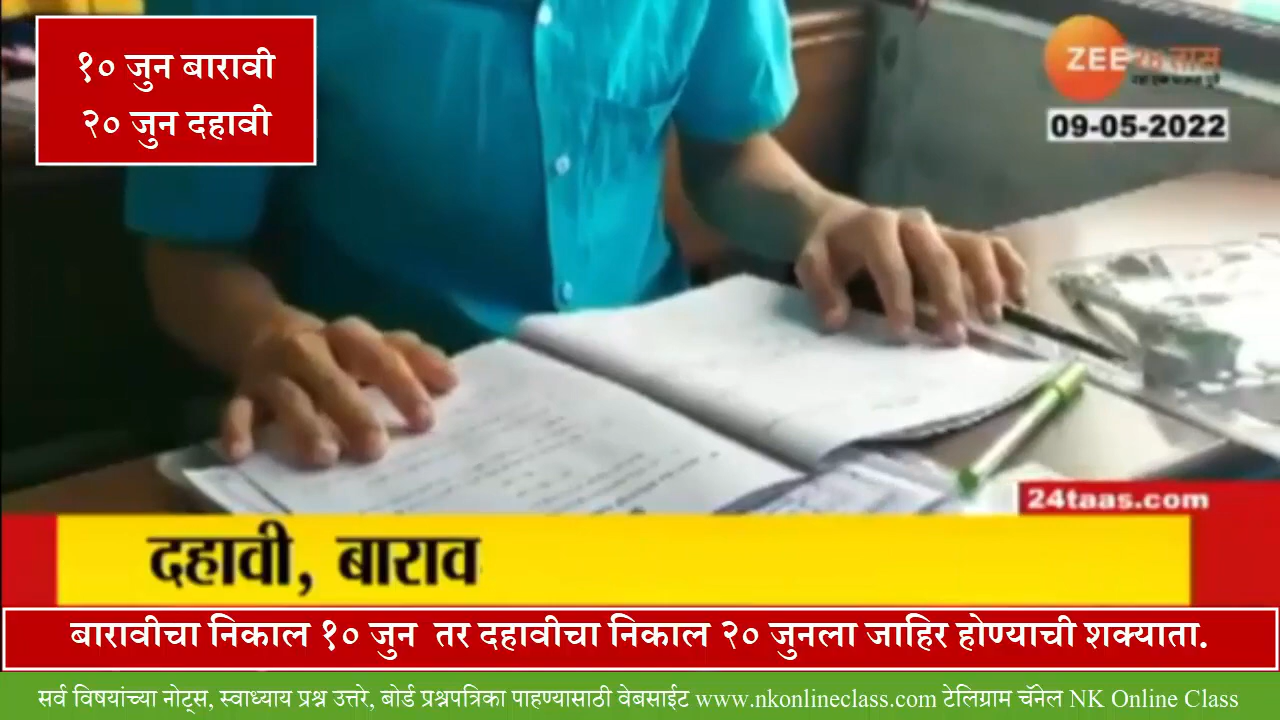 १० जुन बारावी
२० जुन दहावी
ZEE २४ तास
09-05-2022
24taas.com
दहावी, बाराव
बारावीचा निकाल १० जुन तर दहावीचा निकाल २० जुनला जाहिर होण्याची शक्याता.
सर्व विषयांच्या नोट्स, स्वाध्याय प्रश्न उत्तरे, बोर्ड प्रश्नपत्रिका पाहण्यासाठी वेबसाईट www.nkonlineclass.com टेलिग्राम चॅनेल NK Online Class